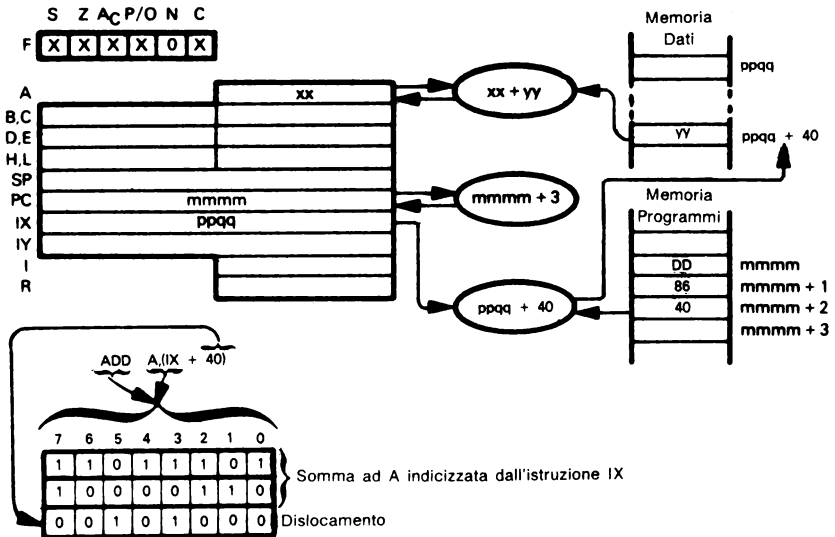 S Z AC P/O N C
F X X X X 0 X
A xx
B,C
D,E
H,L
SP
PC mmmm
IX ppqq
IY
I
R
xx + yy
mmmm + 3
ppqq + 40
Memoria
Dati
ppqq
yy ppqq + 40
Memoria
Programmi
DD mmmm
86 mmmm + 1
40 mmmm + 2
mmmm + 3
ADD A,(IX + 40)
7 6 5 4 3 2 1 0
1 1 0 1 1 1 0 1
1 0 0 0 0 1 1 0
Somma ad A indicizzata dall'istruzione IX
0 0 1 0 1 0 0 0 Dislocamento